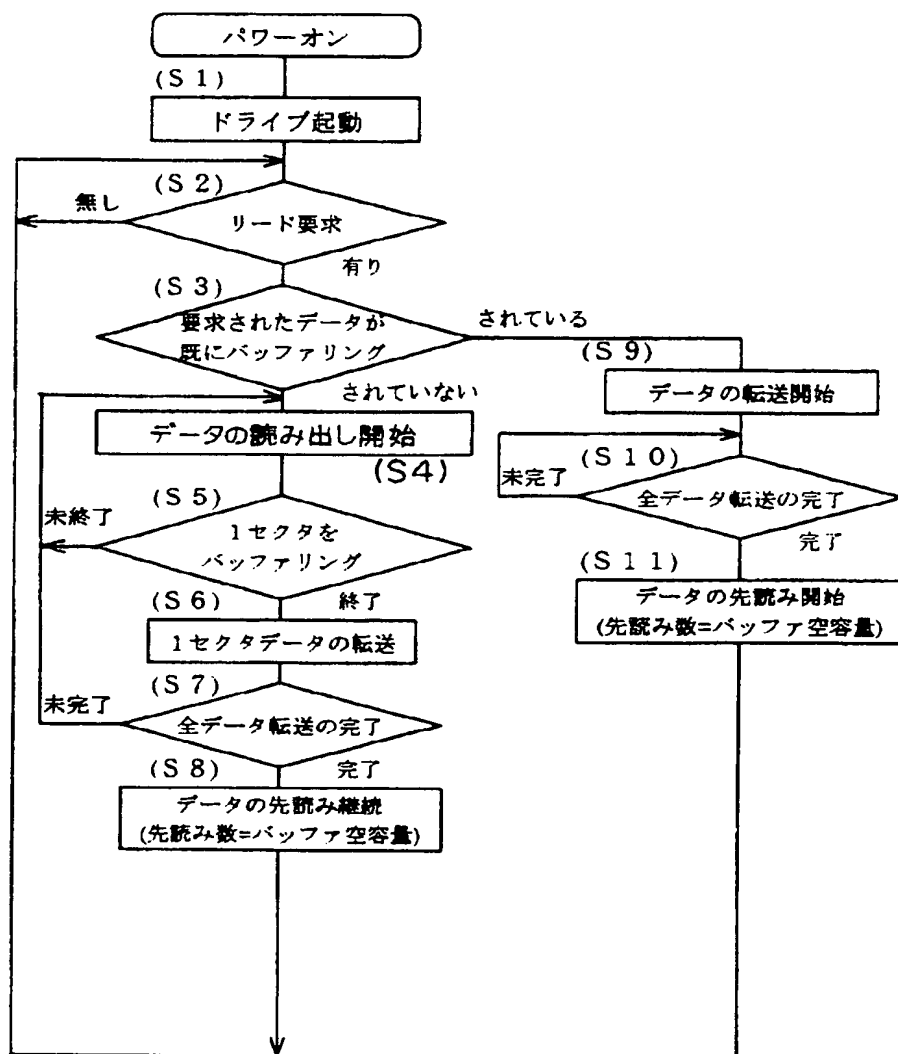 パワーオン
(S1)
ドライブ起動
(S2)
無し
リード要求
有り
(S3)
要求されたデータが
既にバッファリング
されている
されていない
データの読み出し開始
(S4)
(S5)
未終了
1セクタを
バッファリング
終了
(S6)
1セクタデータの転送
(S7)
未完了
全データ転送の完了
完了
(S8)
データの先読み継続
(先読み数=バッファ空容量)
(S9)
データの転送開始
(S10)
未完了
全データ転送の完了
完了
(S11)
データの先読み開始
(先読み数=バッファ空容量)